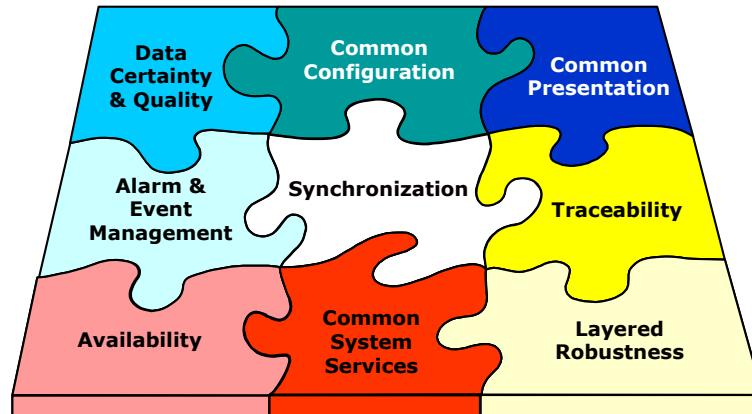 Data
Certainty
& Quality
Common
Configuration
Common
Presentation
Alarm &
Event
Management
Synchronization
Traceability
Availability
Common
System
Services
Layered
Robustness